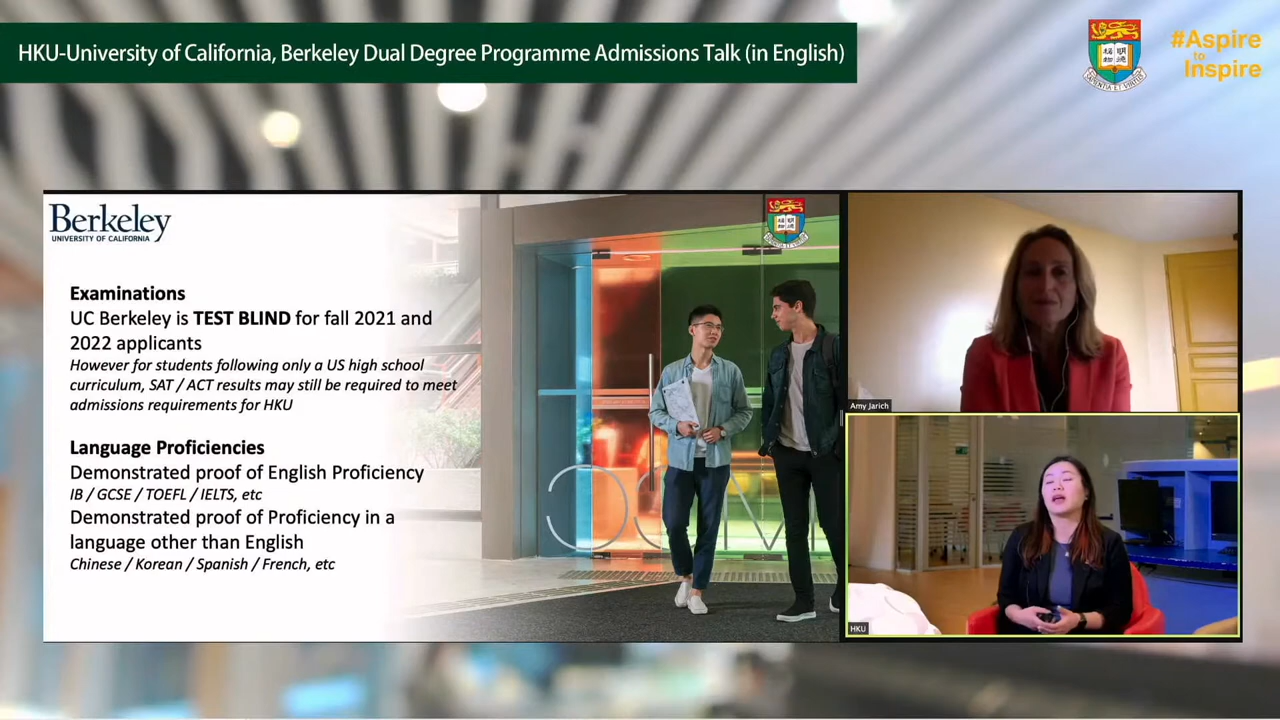 HKU-University of California, Berkeley Dual Degree Programme Admissions Talk (in English)
#Aspire
to
Inspire
Berkeley
UNIVERSITY OF CALIFORNIA
Examinations
UC Berkeley is TEST BLIND for fall 2021 and
2022 applicants
However for students following only a US high school
curriculum, SAT / ACT results may still be required to meet
admissions requirements for HKU
Language Proficiencies
Demonstrated proof of English Proficiency
IB / GCSE / TOEFL / IELTS, etc
Demonstrated proof of Proficiency in a
language other than English
Chinese / Korean / Spanish / French, etc
Amy Jarich
HKU